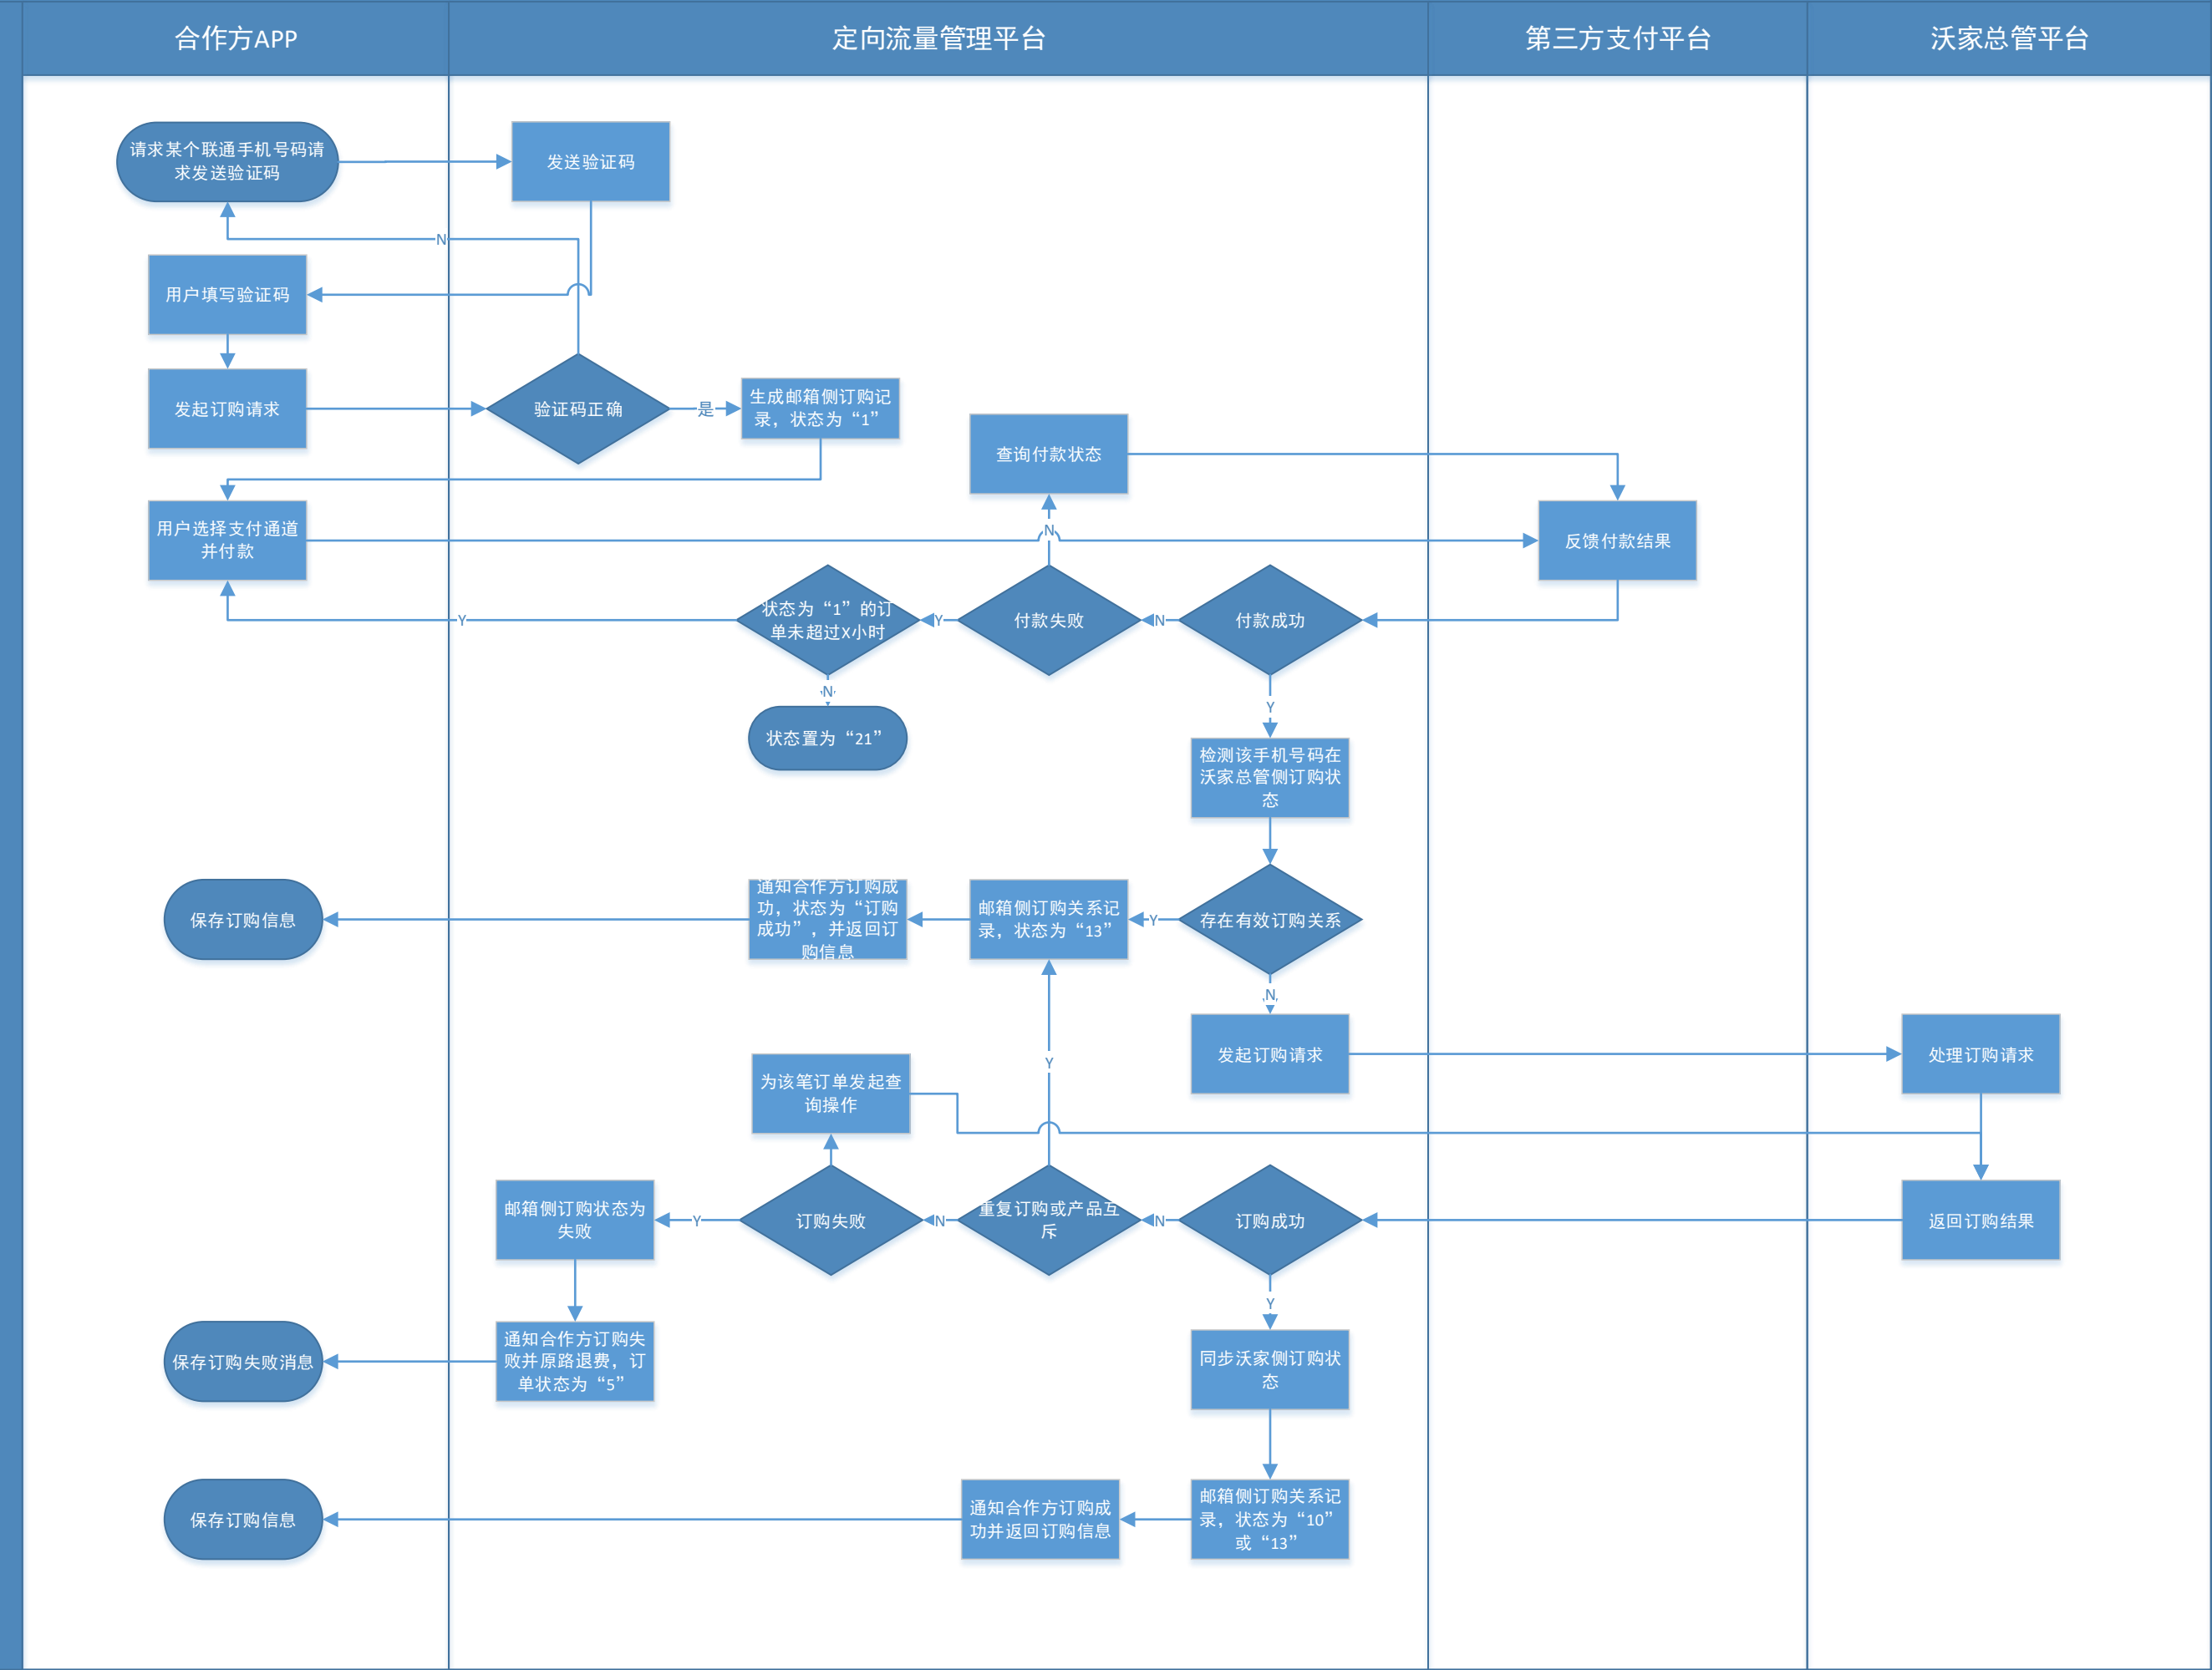 合作方APP
定向流量管理平台
第三方支付平台
沃家总管平台
请求某个联通手机号码请
求发送验证码
发送验证码
N
用户填写验证码
发起订购请求
验证码正确
是
生成邮箱侧订购记
录，状态为“1”
查询付款状态
用户选择支付通道
并付款
N
反馈付款结果
Y
状态为“1”的订
单未超过X小时
Y
付款失败
N
付款成功
N
Y
状态置为“21”
检测该手机号码在
沃家总管侧订购状
态
保存订购信息
通知合作方订购成
功，状态为“订购
成功”，并返回订
购信息
邮箱侧订购关系记
录，状态为“13”
Y
存在有效订购关系
N
Y
发起订购请求
处理订购请求
为该笔订单发起查
询操作
邮箱侧订购状态为
失败
Y
订购失败
N
重复订购或产品互
斥
N
订购成功
返回订购结果
Y
保存订购失败消息
通知合作方订购失
败并原路退费，订
单状态为“5”
同步沃家侧订购状
态
保存订购信息
通知合作方订购成
功并返回订购信息
邮箱侧订购关系记
录，状态为“10”
或“13”